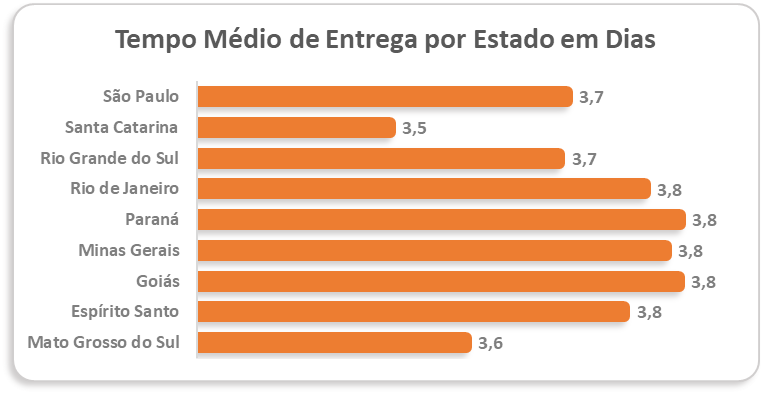 Tempo Médio de Entrega por Estado em Dias
São Paulo 3,7
Santa Catarina 3,5
Rio Grande do Sul 3,7
Rio de Janeiro 3,8
Paraná 3,8
Minas Gerais 3,8
Goiás 3,8
Espírito Santo 3,8
Mato Grosso do Sul 3,6